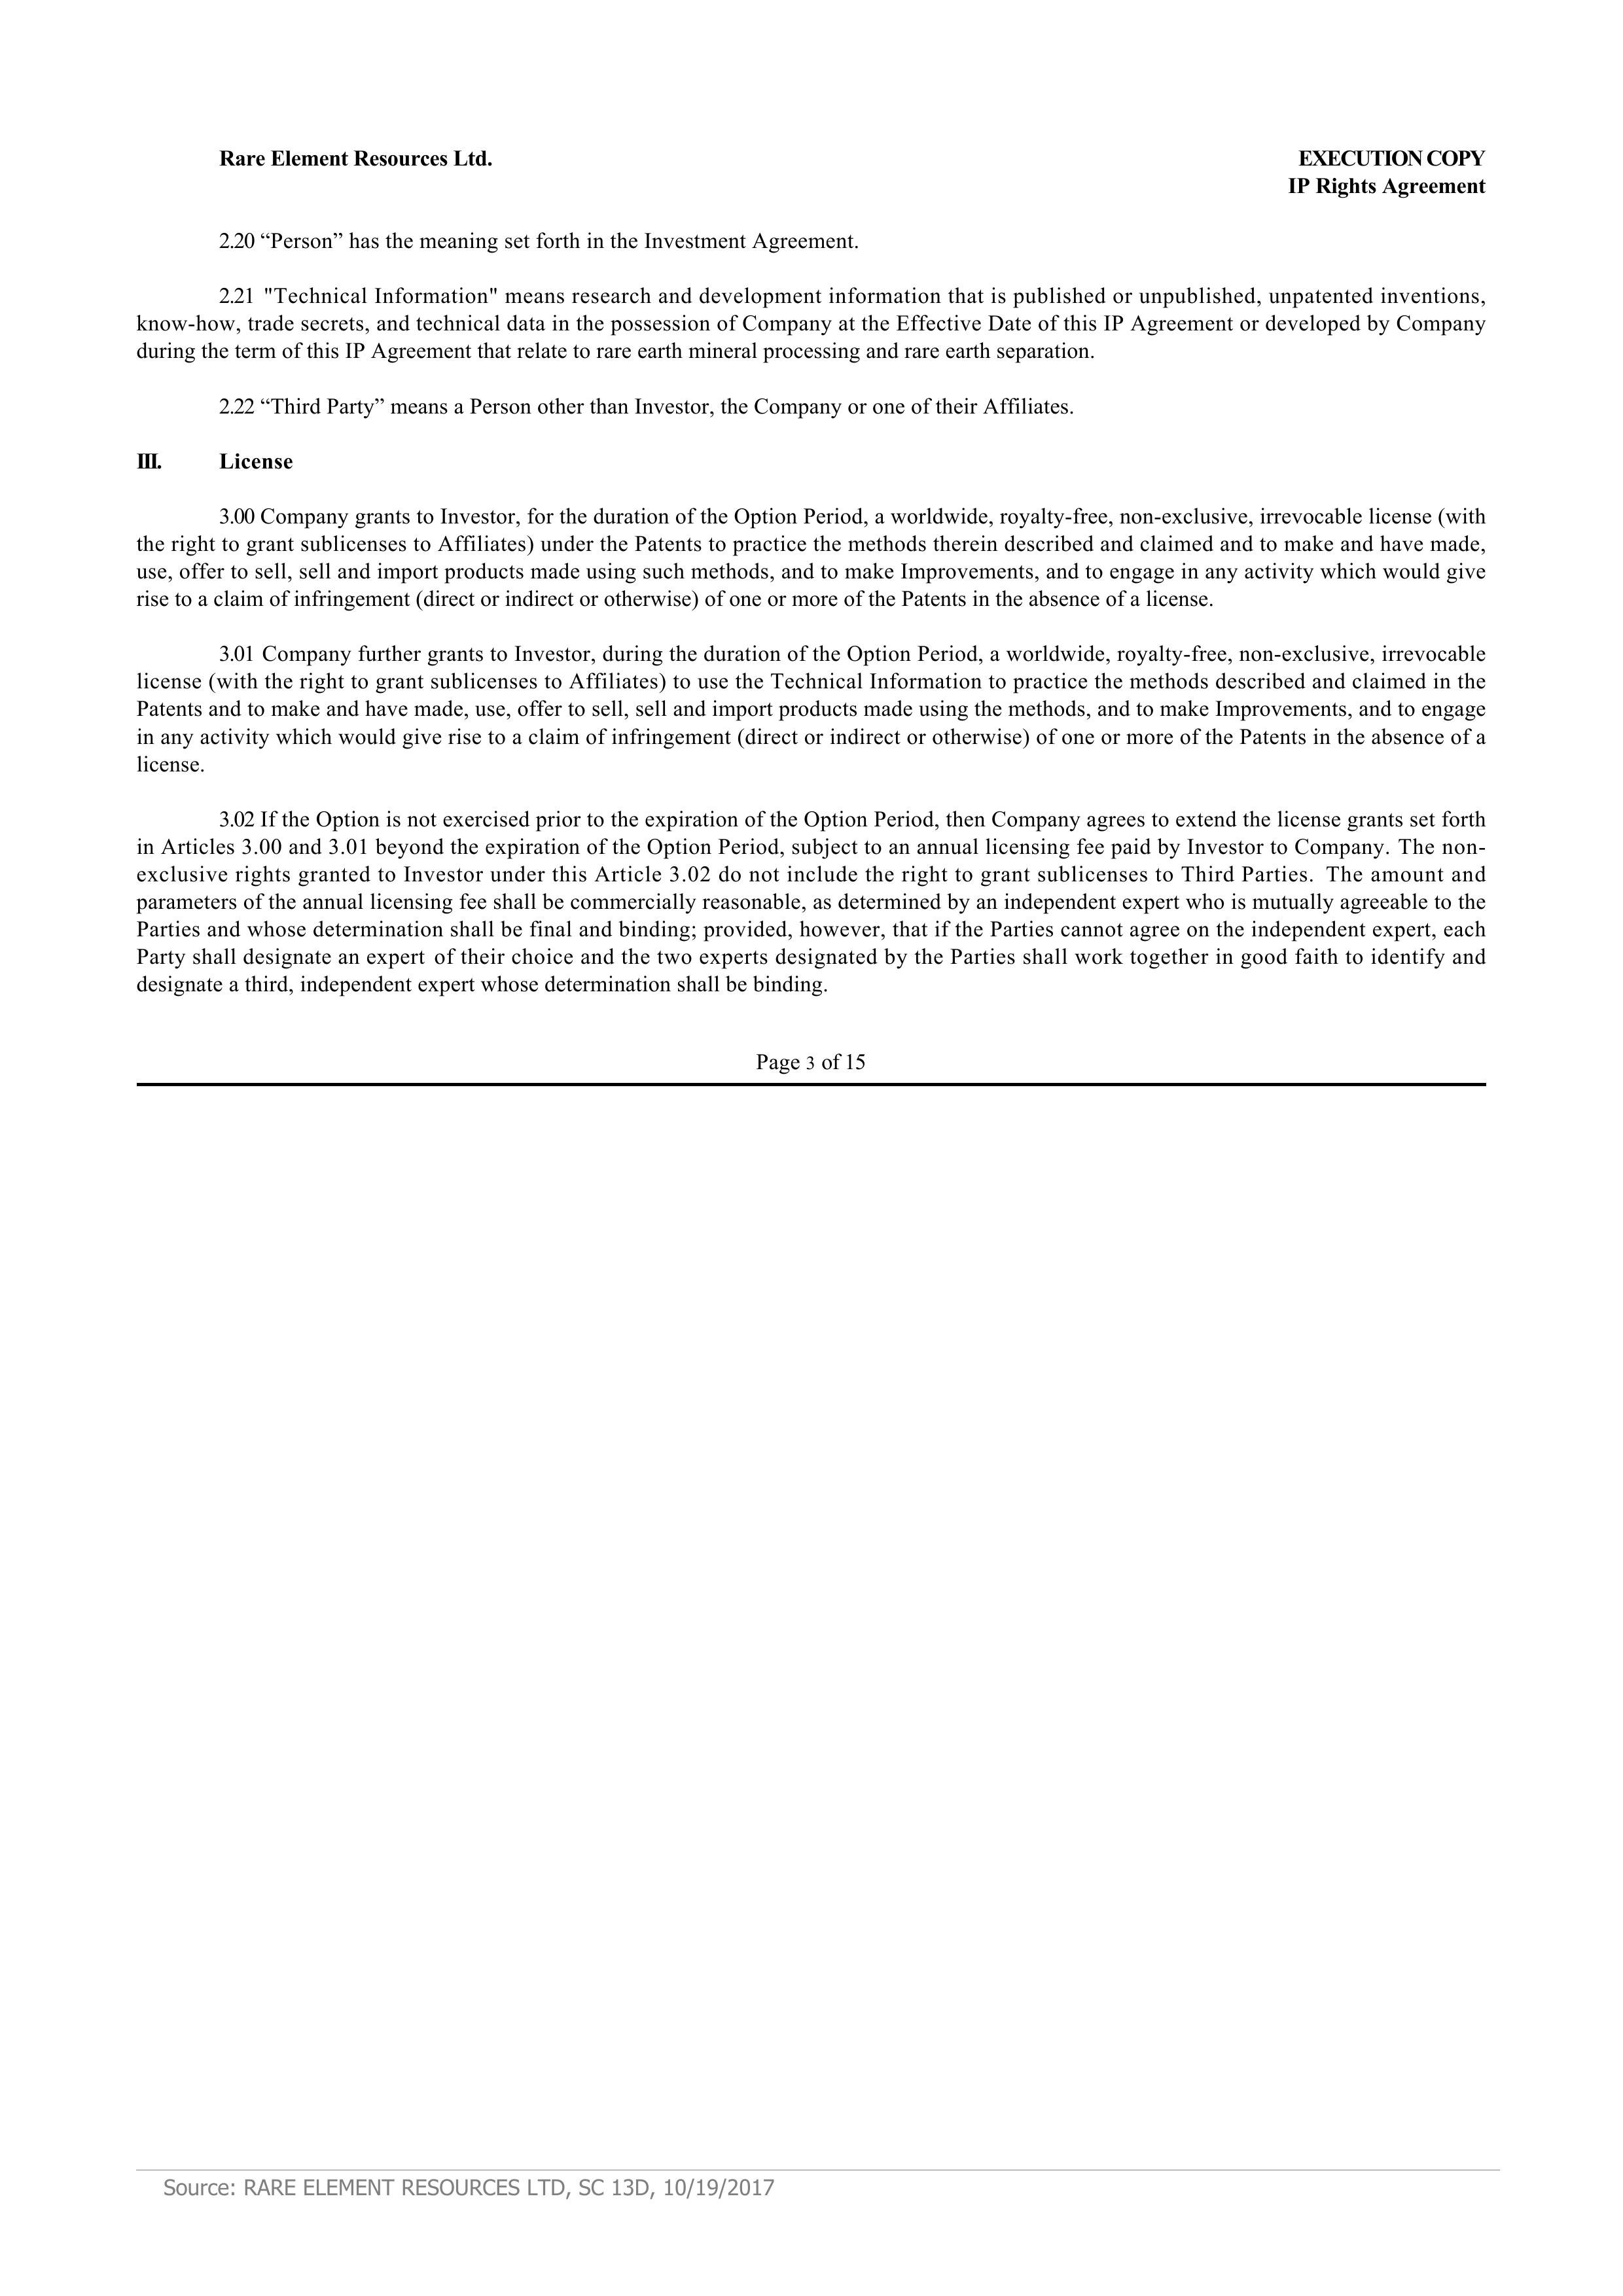 Rare Element Resources Ltd. EXECUTION COPY
IP Rights Agreement
2.20 “Person” has the meaning set forth in the Investment Agreement.
2.21 "Technical Information" means research and development information that is published or unpublished, unpatented inventions,
know-how, trade secrets, and technical data in the possession of Company at the Effective Date of this IP Agreement or developed by Company
during the term of this IP Agreement that relate to rare earth mineral processing and rare earth separation.
2.22 “Third Party” means a Person other than Investor, the Company or one of their Affiliates.
III. License
3.00 Company grants to Investor, for the duration of the Option Period, a worldwide, royalty-free, non-exclusive, irrevocable license (with
the right to grant sublicenses to Affiliates) under the Patents to practice the methods therein described and claimed and to make and have made,
use, offer to sell, sell and import products made using such methods, and to make Improvements, and to engage in any activity which would give
rise to a claim of infringement (direct or indirect or otherwise) of one or more of the Patents in the absence of a license.
3.01 Company further grants to Investor, during the duration of the Option Period, a worldwide, royalty-free, non-exclusive, irrevocable
license (with the right to grant sublicenses to Affiliates) to use the Technical Information to practice the methods described and claimed in the
Patents and to make and have made, use, offer to sell, sell and import products made using the methods, and to make Improvements, and to engage
in any activity which would give rise to a claim of infringement (direct or indirect or otherwise) of one or more of the Patents in the absence of a
license.
3.02 If the Option is not exercised prior to the expiration of the Option Period, then Company agrees to extend the license grants set forth
in Articles 3.00 and 3.01 beyond the expiration of the Option Period, subject to an annual licensing fee paid by Investor to Company. The non-
exclusive rights granted to Investor under this Article 3.02 do not include the right to grant sublicenses to Third Parties. The amount and
parameters of the annual licensing fee shall be commercially reasonable, as determined by an independent expert who is mutually agreeable to the
Parties and whose determination shall be final and binding; provided, however, that if the Parties cannot agree on the independent expert, each
Party shall designate an expert of their choice and the two experts designated by the Parties shall work together in good faith to identify and
designate a third, independent expert whose determination shall be binding.
Page 3 of 15
Source: RARE ELEMENT RESOURCES LTD, SC 13D, 10/19/2017